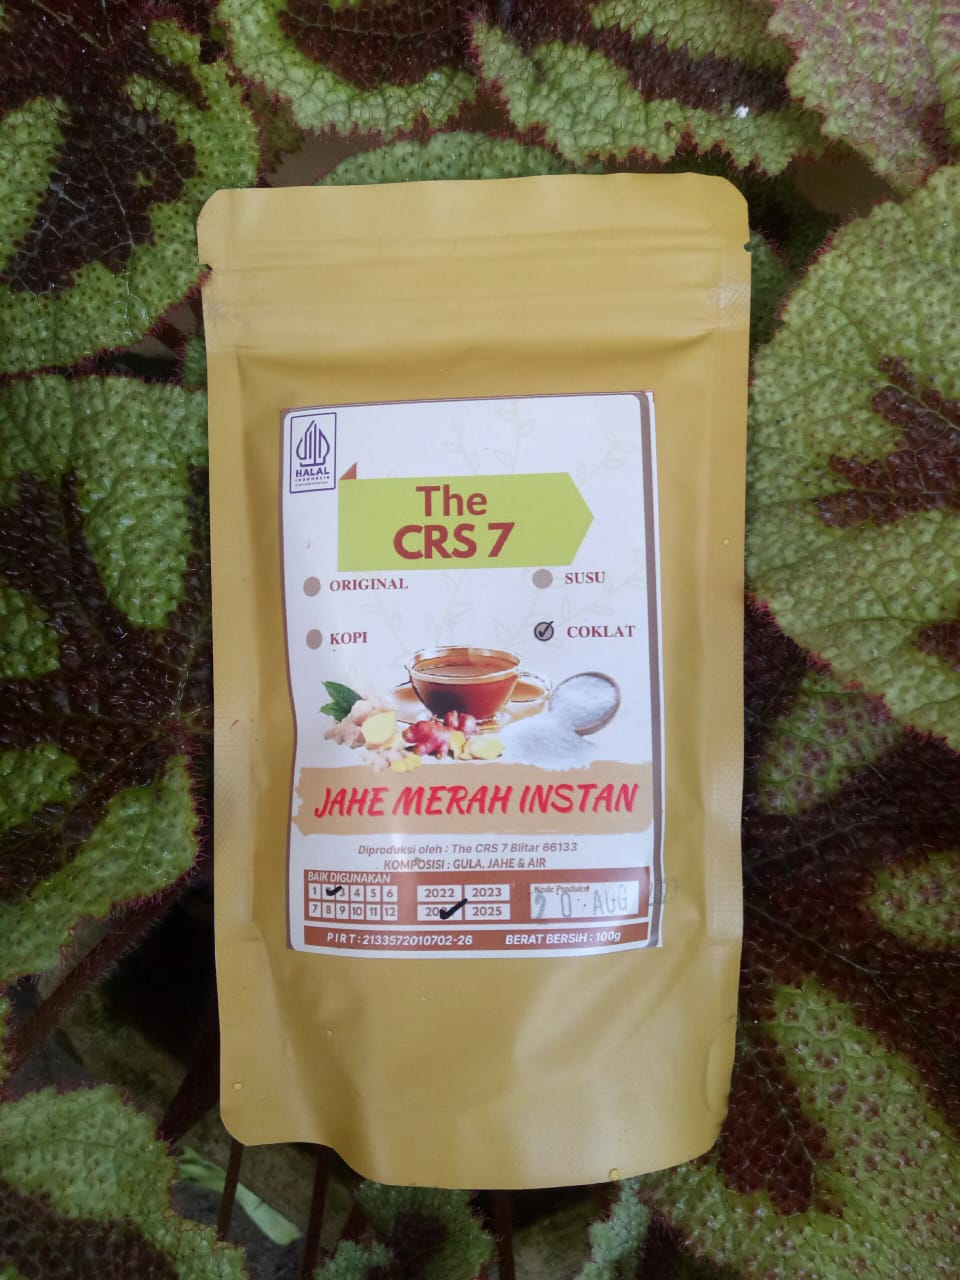 HALAL
INDONESIA
The
CRS 7
ORIGINAL
SUSU
KOPI
COKLAT
JAHE MERAH INSTAN
Diproduksi oleh : The CRS 7 Blitar 66133
KOMPOSISI : GULA, JAHE & AIR
BAIK DIGUNAKAN
1 3 4 5 6
7 8 9 10 11 12
2022 2023
2025
Kode Produksi
20 AUG
PIRT : 2133572010702-26
BERAT BERSIH : 100g